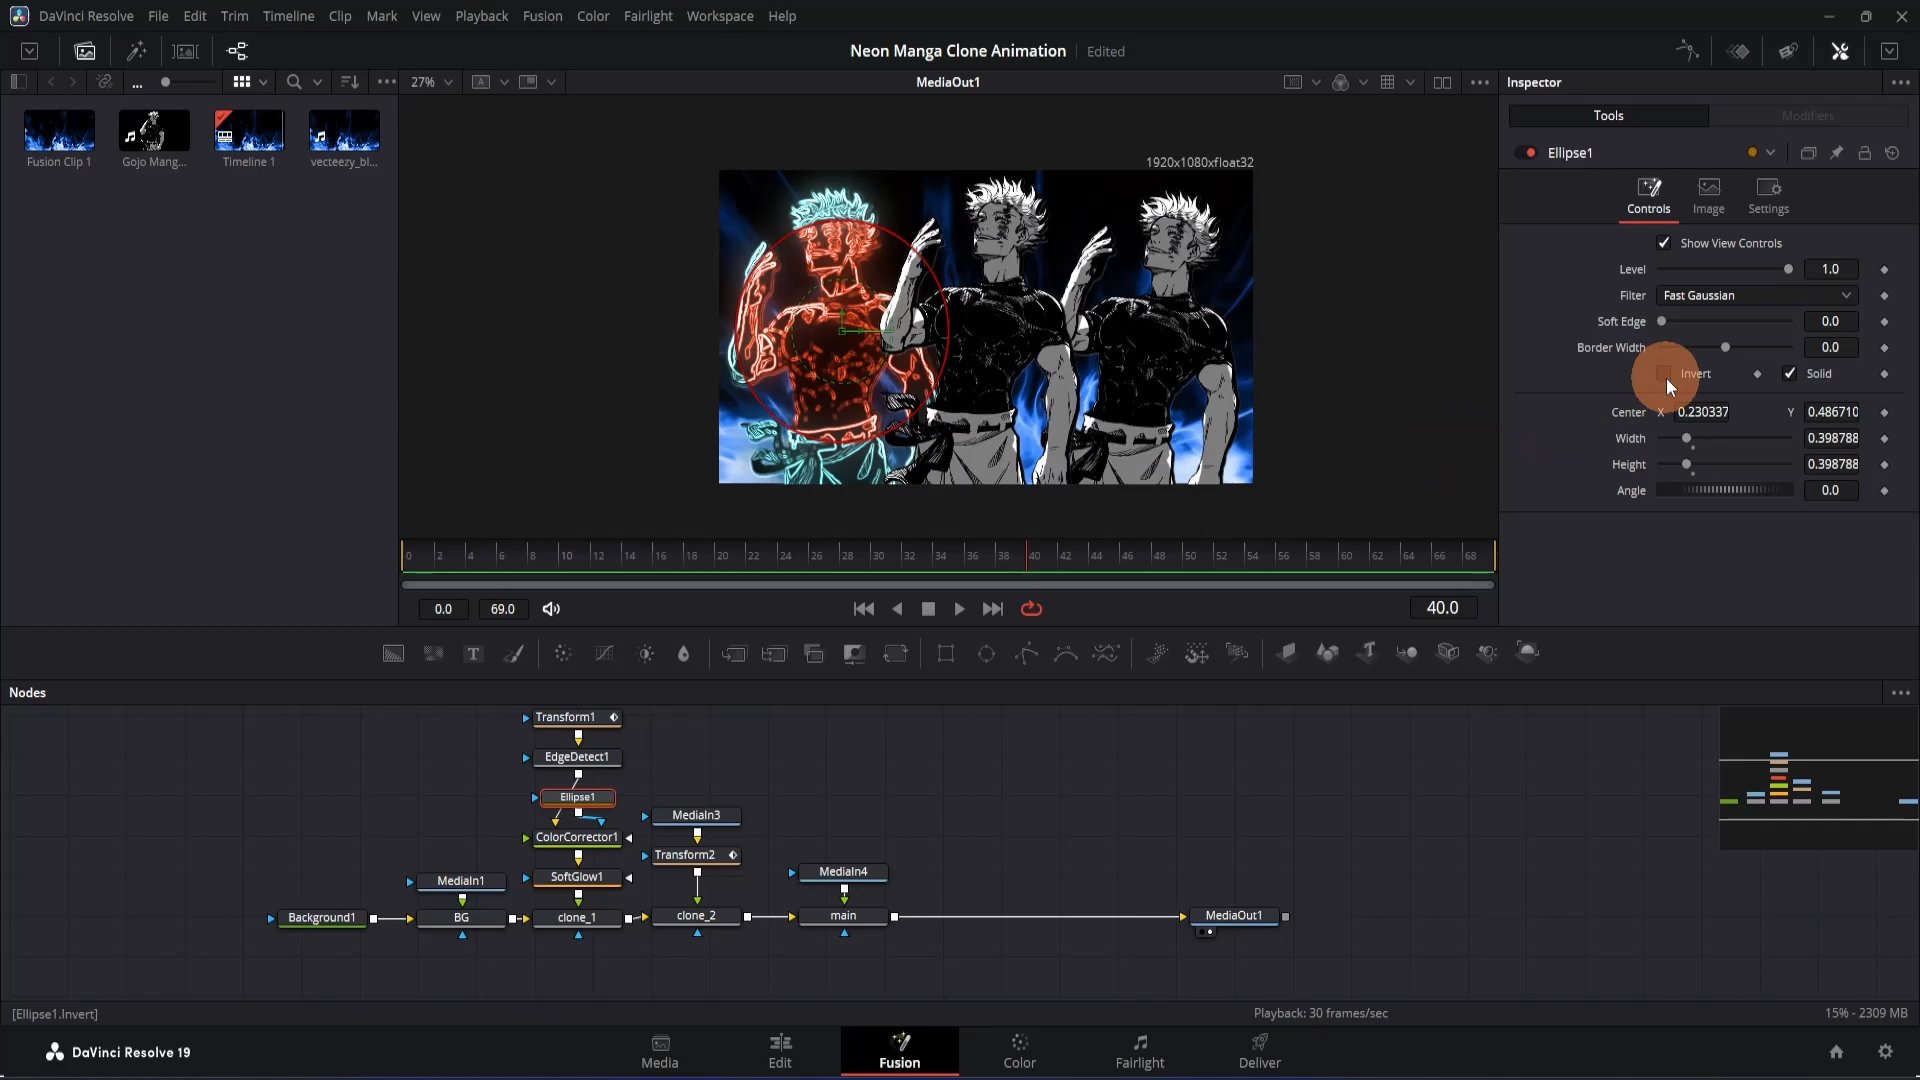 DaVinci Resolve File Edit Trim Timeline Clip Mark View Playback Fusion Color Fairlight Workspace Help
Neon Manga Clone Animation Edited
27% MediaOut1 Inspector
Tools Modifiers
Fusion Clip 1 Gojo Mang... Timeline 1 vecteezy_bl...
1920x1080xfloat32
Ellipse1
Controls Image Settings
Show View Controls
Level 1.0
Filter Fast Gaussian
Soft Edge 0.0
Border Width 0.0
Invert Solid
Center X 0.230337 Y 0.486710
Width 0.398788
Height 0.398788
Angle 0.0
0 2 4 6 8 10 12 14 16 18 20 22 24 26 28 30 32 34 36 38 40 42 44 46 48 50 52 54 56 58 60 62 64 66 68
0.0 69.0 40.0
Nodes
Transform1
EdgeDetect1
Ellipse1
MediaIn3
ColorCorrector1
Transform2
MediaIn1 SoftGlow1 MediaIn4
Background1 BG clone_1 clone_2 main MediaOut1
[Ellipse1.Invert] Playback: 30 frames/sec 15% - 2309 MB
DaVinci Resolve 19 Media Edit Fusion Color Fairlight Deliver